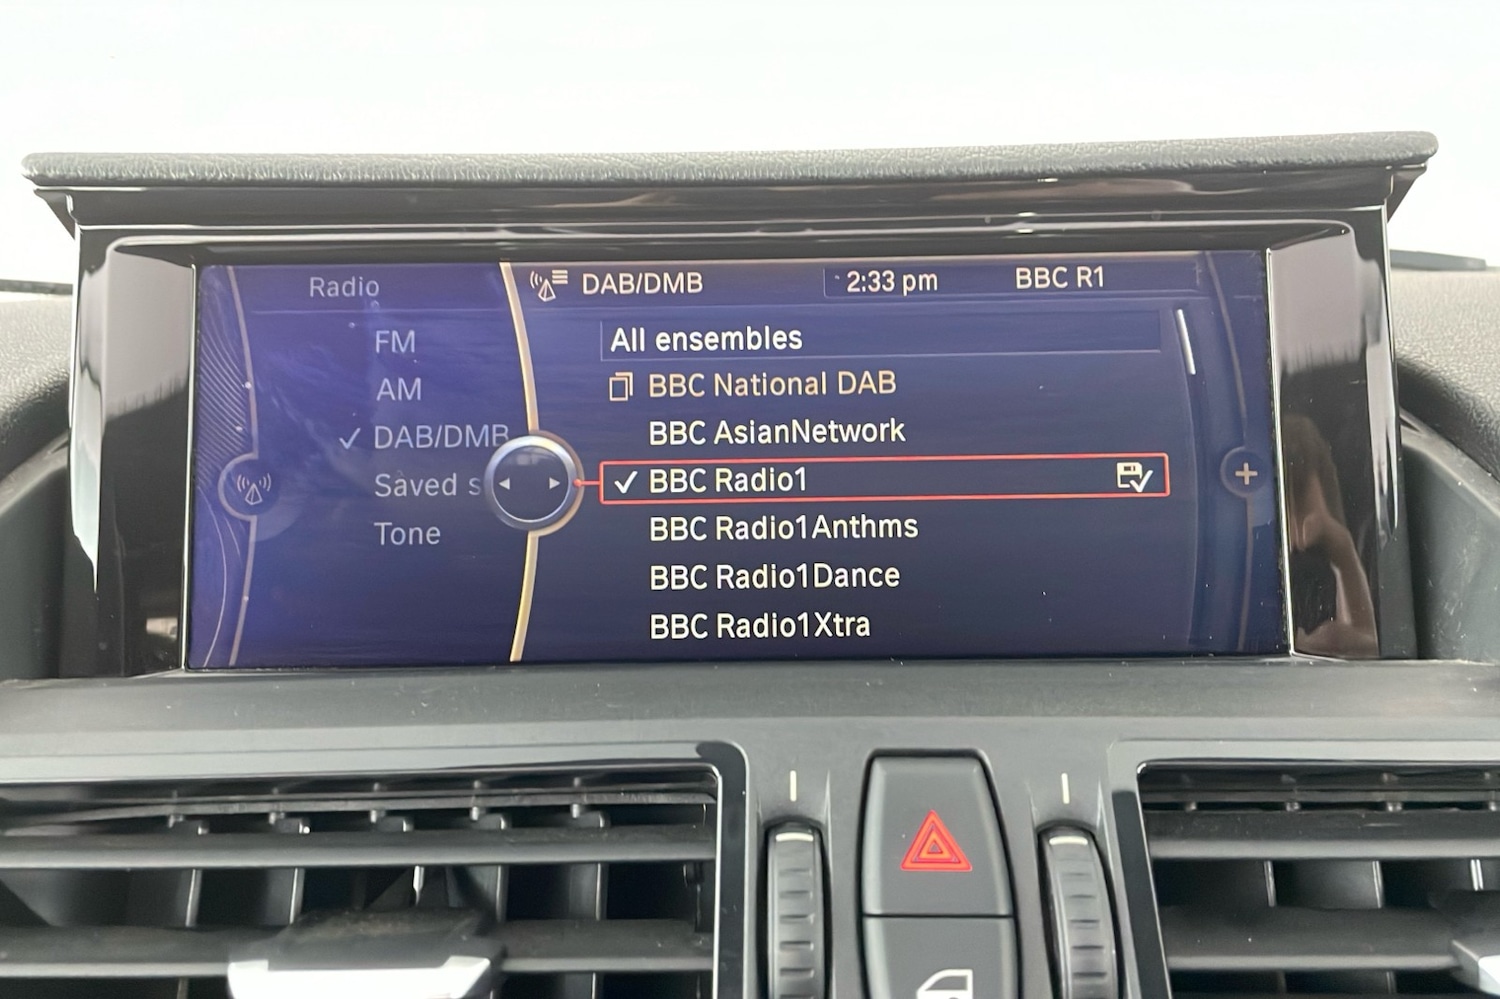 Radio
FM
AM
✓ DAB/DMB
Saved s
Tone
DAB/DMB
2:33 pm
BBC R1
All ensembles
BBC National DAB
BBC AsianNetwork
✓ BBC Radio1
BBC Radio1Anthms
BBC Radio1Dance
BBC Radio1Xtra